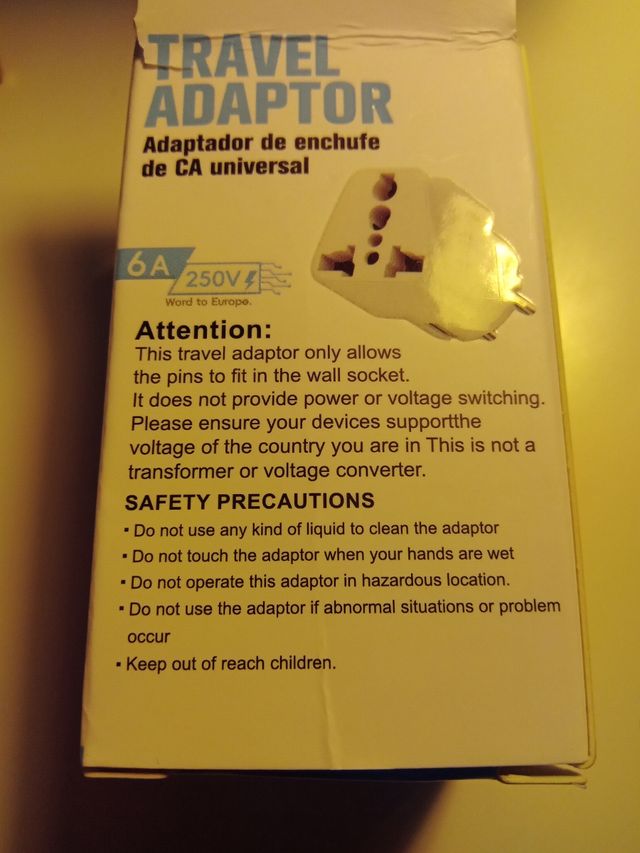 TRAVEL
ADAPTOR
Adaptador de enchufe
de CA universal
6A
250V
Word to Europe.
Attention:
This travel adaptor only allows
the pins to fit in the wall socket.
It does not provide power or voltage switching.
Please ensure your devices supportthe
voltage of the country you are in This is not a
transformer or voltage converter.
SAFETY PRECAUTIONS
▪ Do not use any kind of liquid to clean the adaptor
▪ Do not touch the adaptor when your hands are wet
▪ Do not operate this adaptor in hazardous location.
▪ Do not use the adaptor if abnormal situations or problem
occur
▪ Keep out of reach children.